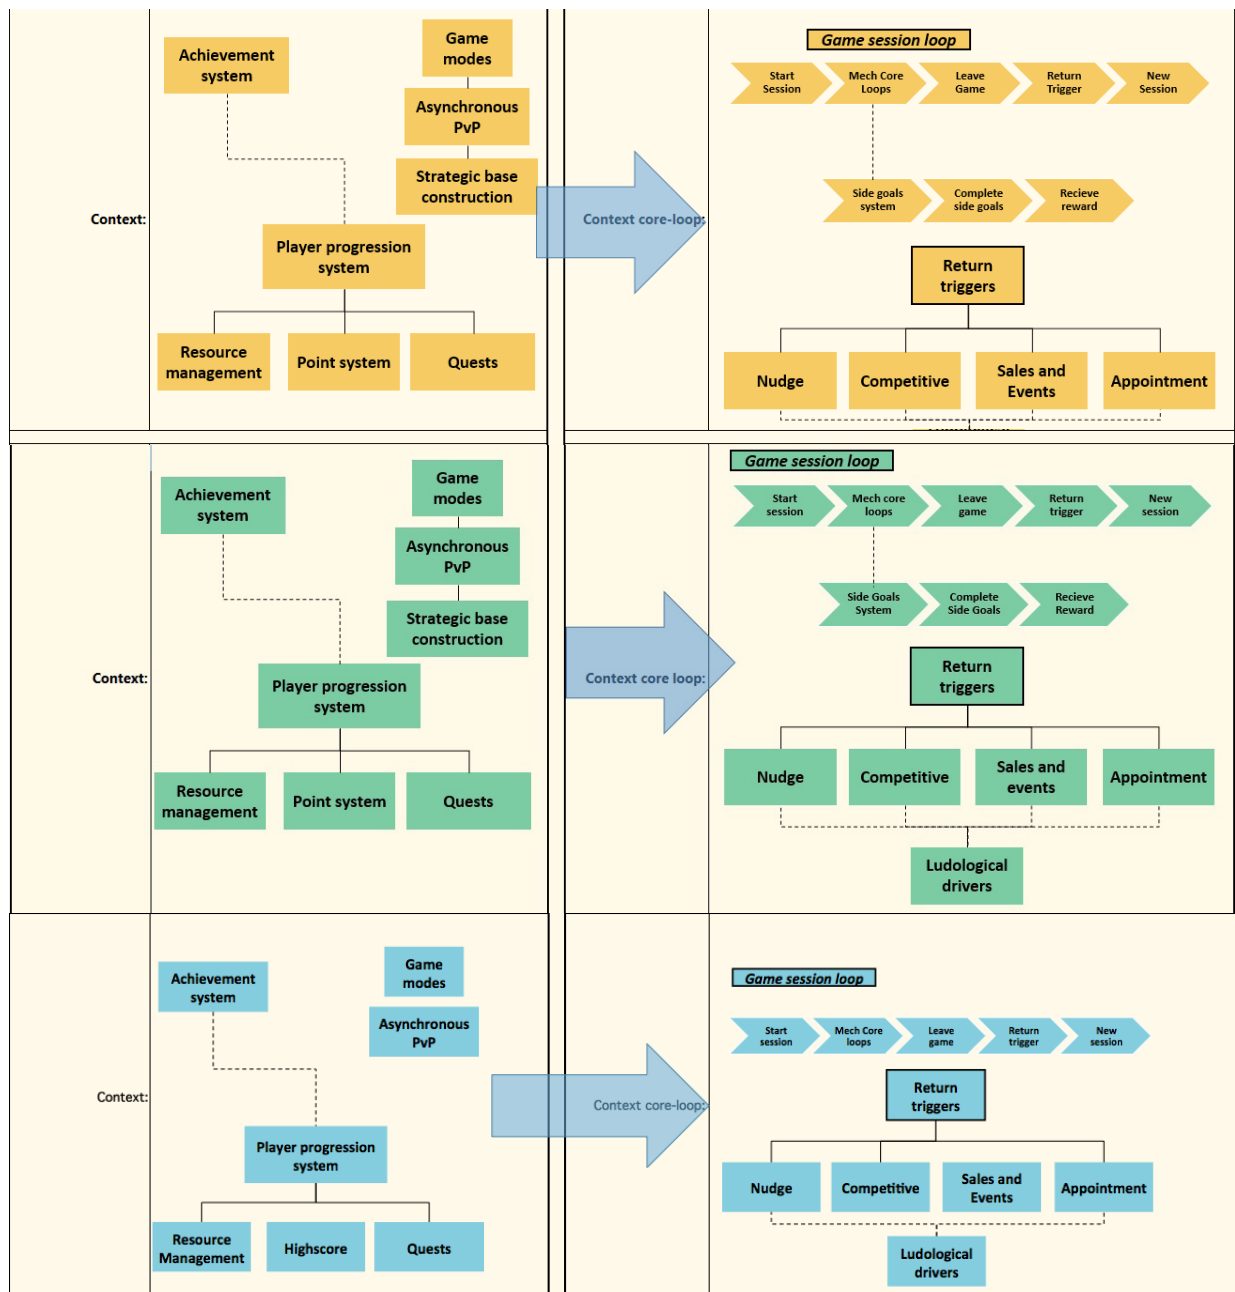 Achievement
system
Game
modes
Asynchronous
PvP
Strategic base
construction
Context:
Player progression
system
Resource
management
Point system
Quests
Game session loop
Start
Session
Mech Core
Loops
Leave
Game
Return
Trigger
New
Session
Side goals
system
Complete
side goals
Recieve
reward
Context core-loop:
Return
triggers
Nudge
Competitive
Sales and
Events
Appointment
Achievement
system
Game
modes
Asynchronous
PvP
Strategic base
construction
Context:
Player progression
system
Resource
management
Point system
Quests
Game session loop
Start
session
Mech core
loops
Leave
game
Return
trigger
New
session
Side Goals
System
Complete
Side Goals
Recieve
Reward
Context core loop:
Return
triggers
Nudge
Competitive
Sales and
events
Appointment
Ludological
drivers
Achievement
system
Game
modes
Asynchronous
PvP
Context:
Player progression
system
Resource
Management
Highscore
Quests
Game session loop
Start
session
Mech Core
loops
Leave
game
Return
trigger
New
session
Context core-loop:
Return
triggers
Nudge
Competitive
Sales and
Events
Appointment
Ludological
drivers